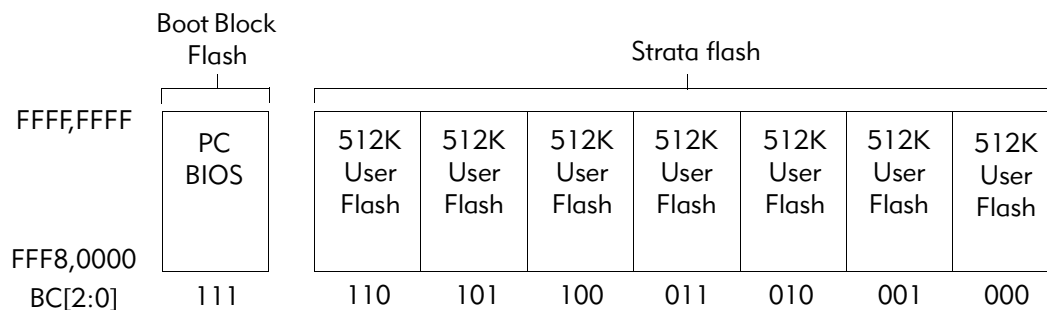 Boot Block
Flash
Strata flash
FFFF,FFFF
PC
BIOS
512K
User
Flash
512K
User
Flash
512K
User
Flash
512K
User
Flash
512K
User
Flash
512K
User
Flash
512K
User
Flash
FFF8,0000
BC[2:0] 111 110 101 100 011 010 001 000